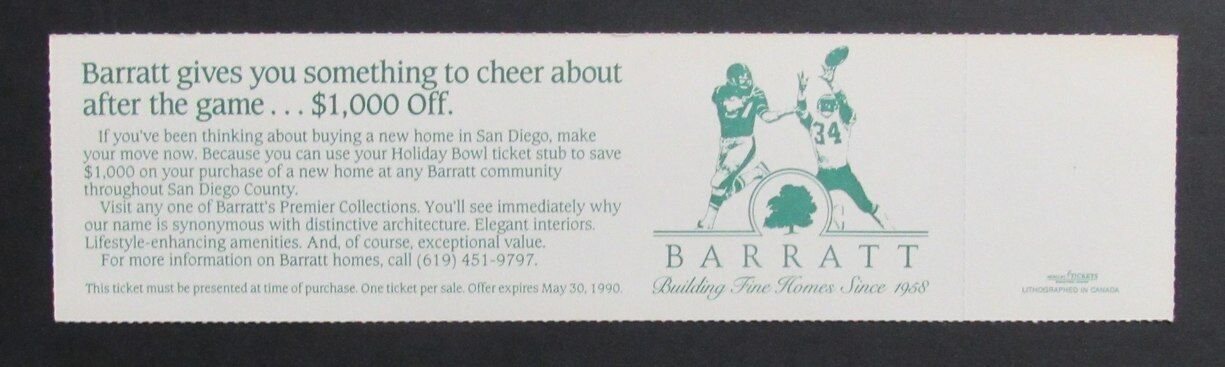 Barratt gives you something to cheer about
after the game . . . $1,000 Off.
If you've been thinking about buying a new home in San Diego, make
your move now. Because you can use your Holiday Bowl ticket stub to save
$1,000 on your purchase of a new home at any Barratt community
throughout San Diego County.
Visit any one of Barratt's Premier Collections. You'll see immediately why
our name is synonymous with distinctive architecture. Elegant interiors.
Lifestyle-enhancing amenities. And, of course, exceptional value.
For more information on Barratt homes, call (619) 451-9797.
This ticket must be presented at time of purchase. One ticket per sale. Offer expires May 30, 1990.
34
BARRATT
Building Fine Homes Since 1958
TICKETS
LITHOGRAPHED IN CANADA